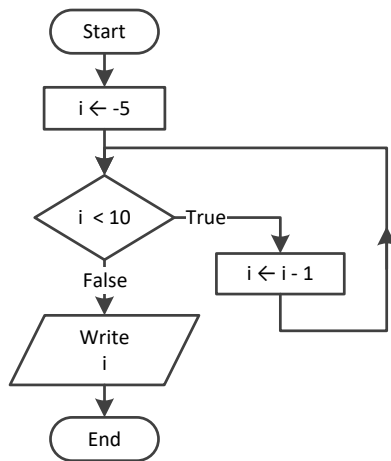 Start
i ← -5
i < 10
True
i ← i - 1
False
Write
i
End